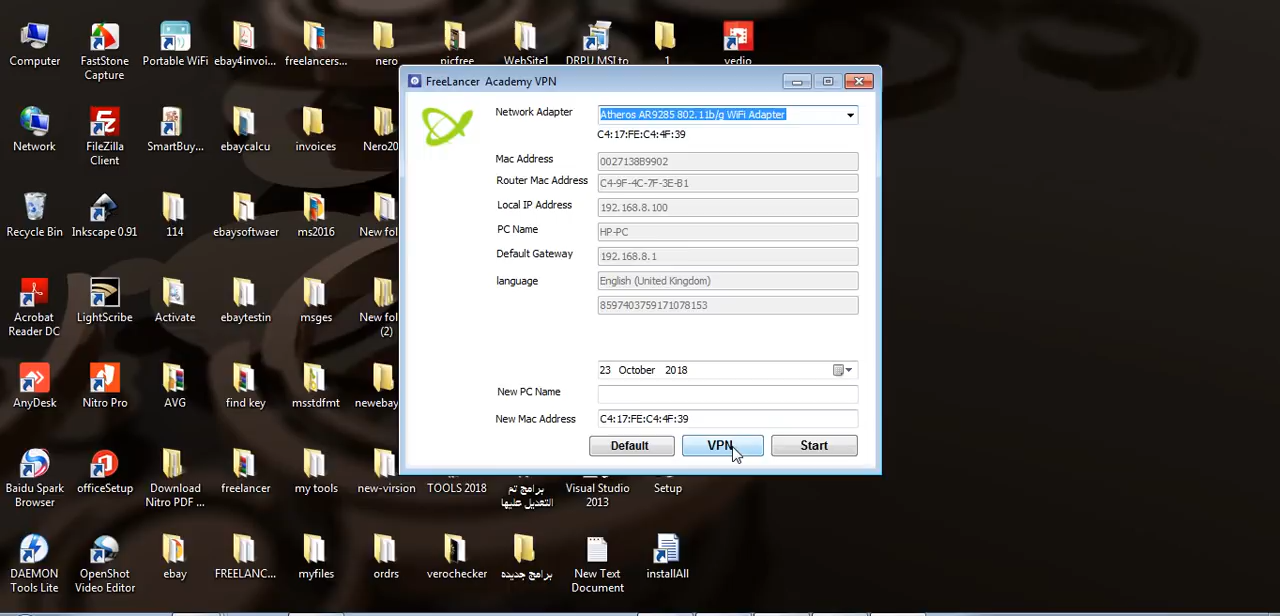 Computer
FastStone
Capture
Portable WiFi
ebay4invoi...
freelancers...
nero
picfree
WebSite1
DRPU MSI to
1
vedio
FreeLancer Academy VPN
Network Adapter
Atheros AR9285 802.11b/g WiFi Adapter
C4:17:FE:C4:4F:39
Mac Address
0027138B9902
Router Mac Address
C4-9F-4C-7F-3E-B1
Local IP Address
192.168.8.100
PC Name
HP-PC
Default Gateway
192.168.8.1
language
English (United Kingdom)
8597403759171078153
23 October 2018
New PC Name
New Mac Address
C4:17:FE:C4:4F:39
Default
VPN
Start
Network
FileZilla
Client
SmartBuy...
ebaycalcu
invoices
Nero20
Recycle Bin
Inkscape 0.91
114
ebaysoftwaer
ms2016
New fol
Acrobat
Reader DC
LightScribe
Activate
ebaytestin
msges
New fol
(2)
AnyDesk
Nitro Pro
AVG
find key
msstdfmt
newebay
Baidu Spark
Browser
officeSetup
Download
Nitro PDF ...
freelancer
my tools
new-virsion
TOOLS 2018
برامج تم
التعديل عليها
Visual Studio
2013
Setup
DAEMON
Tools Lite
OpenShot
Video Editor
ebay
FREELANC...
myfiles
ordrs
verochecker
برامج جديده
New Text
Document
installAll